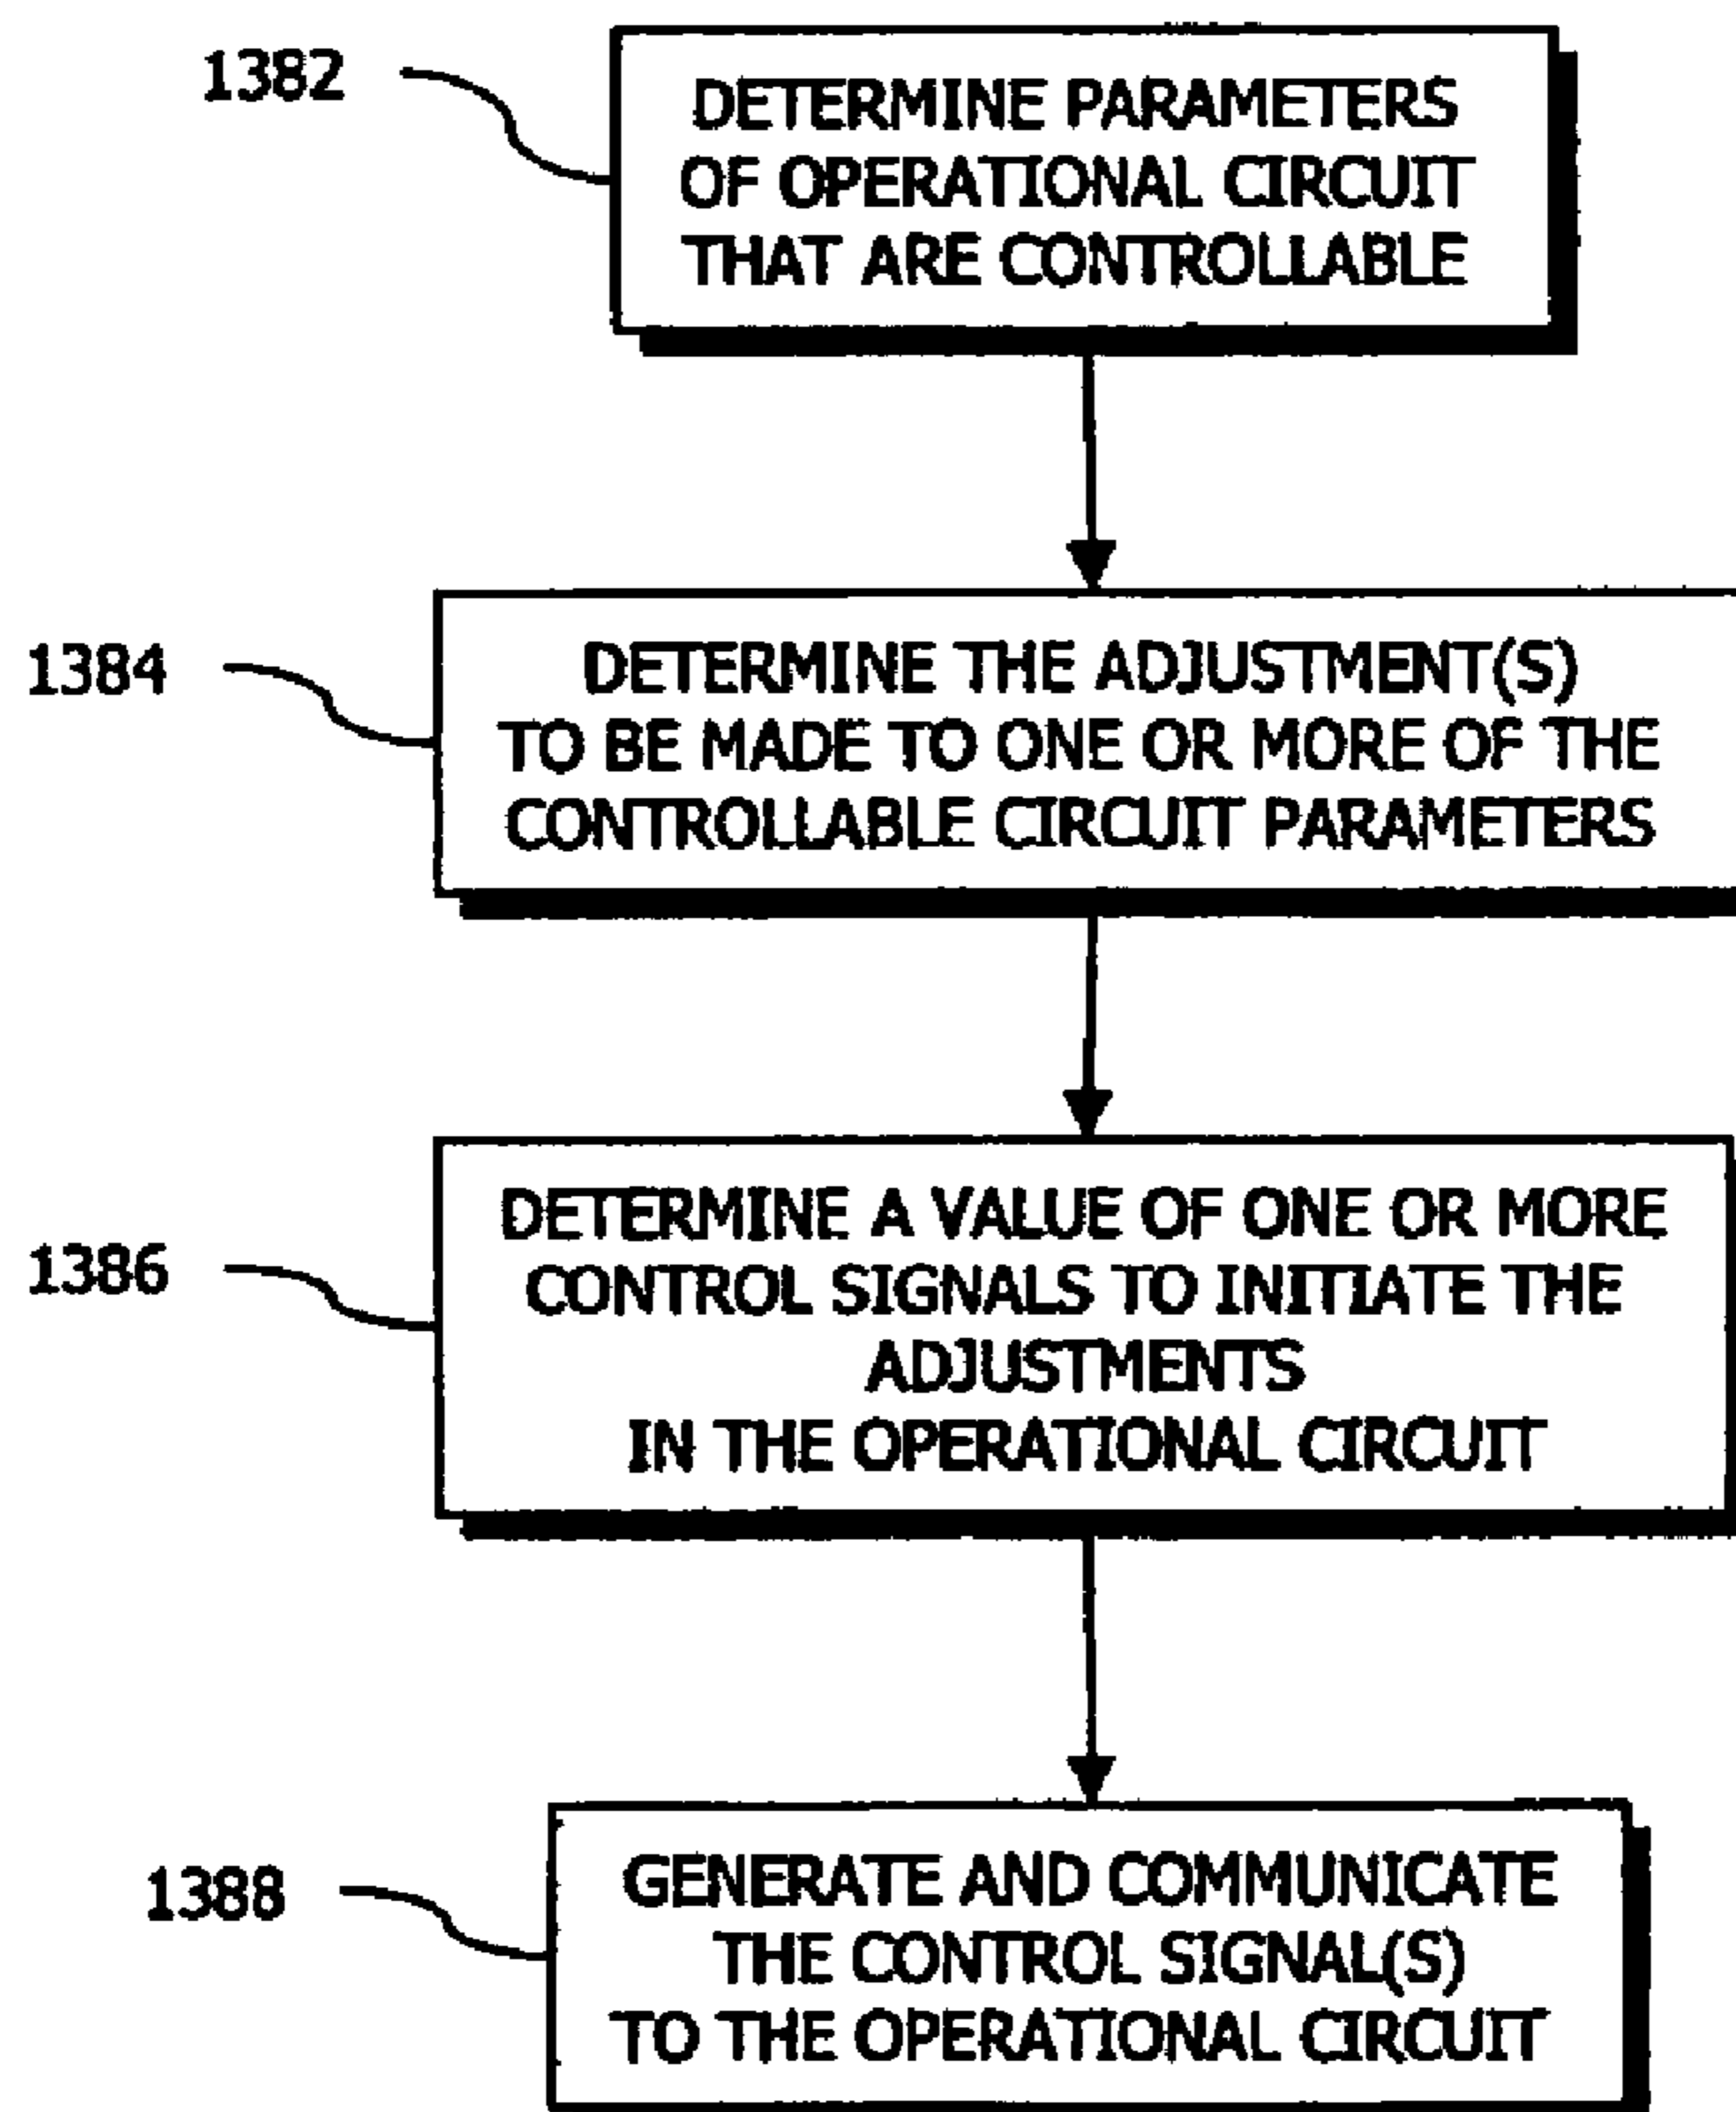 1382
DETERMINE PARAMETERS
OF OPERATIONAL CIRCUIT
THAT ARE CONTROLLABLE
1384
DETERMINE THE ADJUSTMENT(S)
TO BE MADE TO ONE OR MORE OF THE
CONTROLLABLE CIRCUIT PARAMETERS
1386
DETERMINE A VALUE OF ONE OR MORE
CONTROL SIGNALS TO INITIATE THE
ADJUSTMENTS
IN THE OPERATIONAL CIRCUIT
1388
GENERATE AND COMMUNICATE
THE CONTROL SIGNAL(S)
TO THE OPERATIONAL CIRCUIT